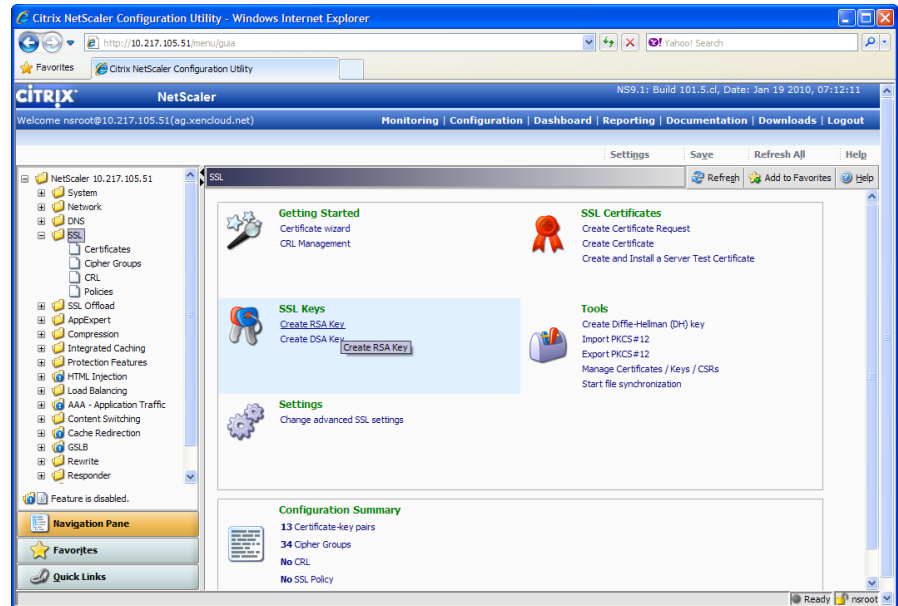 Citrix NetScaler Configuration Utility - Windows Internet Explorer
http://10.217.105.51/menu/guia
Yahoo! Search
Favorites
Citrix NetScaler Configuration Utility
CITRIX
NetScaler
NS9.1: Build 101.5.cl, Date: Jan 19 2010, 07:12:11
Welcome nsroot@10.217.105.51(ag.xencloud.net)
Monitoring | Configuration | Dashboard | Reporting | Documentation | Downloads | Logout
Settings Save Refresh All Help
NetScaler 10.217.105.51
System
Network
DNS
SSL
Certificates
Cipher Groups
CRL
Policies
SSL Offload
AppExpert
Compression
Integrated Caching
Protection Features
HTML Injection
Load Balancing
AAA - Application Traffic
Content Switching
Cache Redirection
GSLB
Rewrite
Responder
Feature is disabled.
Navigation Pane
Favorites
Quick Links
SSL
Refresh Add to Favorites Help
Getting Started
Certificate wizard
CRL Management
SSL Certificates
Create Certificate Request
Create Certificate
Create and Install a Server Test Certificate
SSL Keys
Create RSA Key
Create DSA Key
Create RSA Key
Tools
Create Diffie-Hellman (DH) key
Import PKCS#12
Export PKCS#12
Manage Certificates / Keys / CSRs
Start file synchronization
Settings
Change advanced SSL settings
Configuration Summary
13 Certificate-key pairs
34 Cipher Groups
No CRL
No SSL Policy
Ready
nsroot